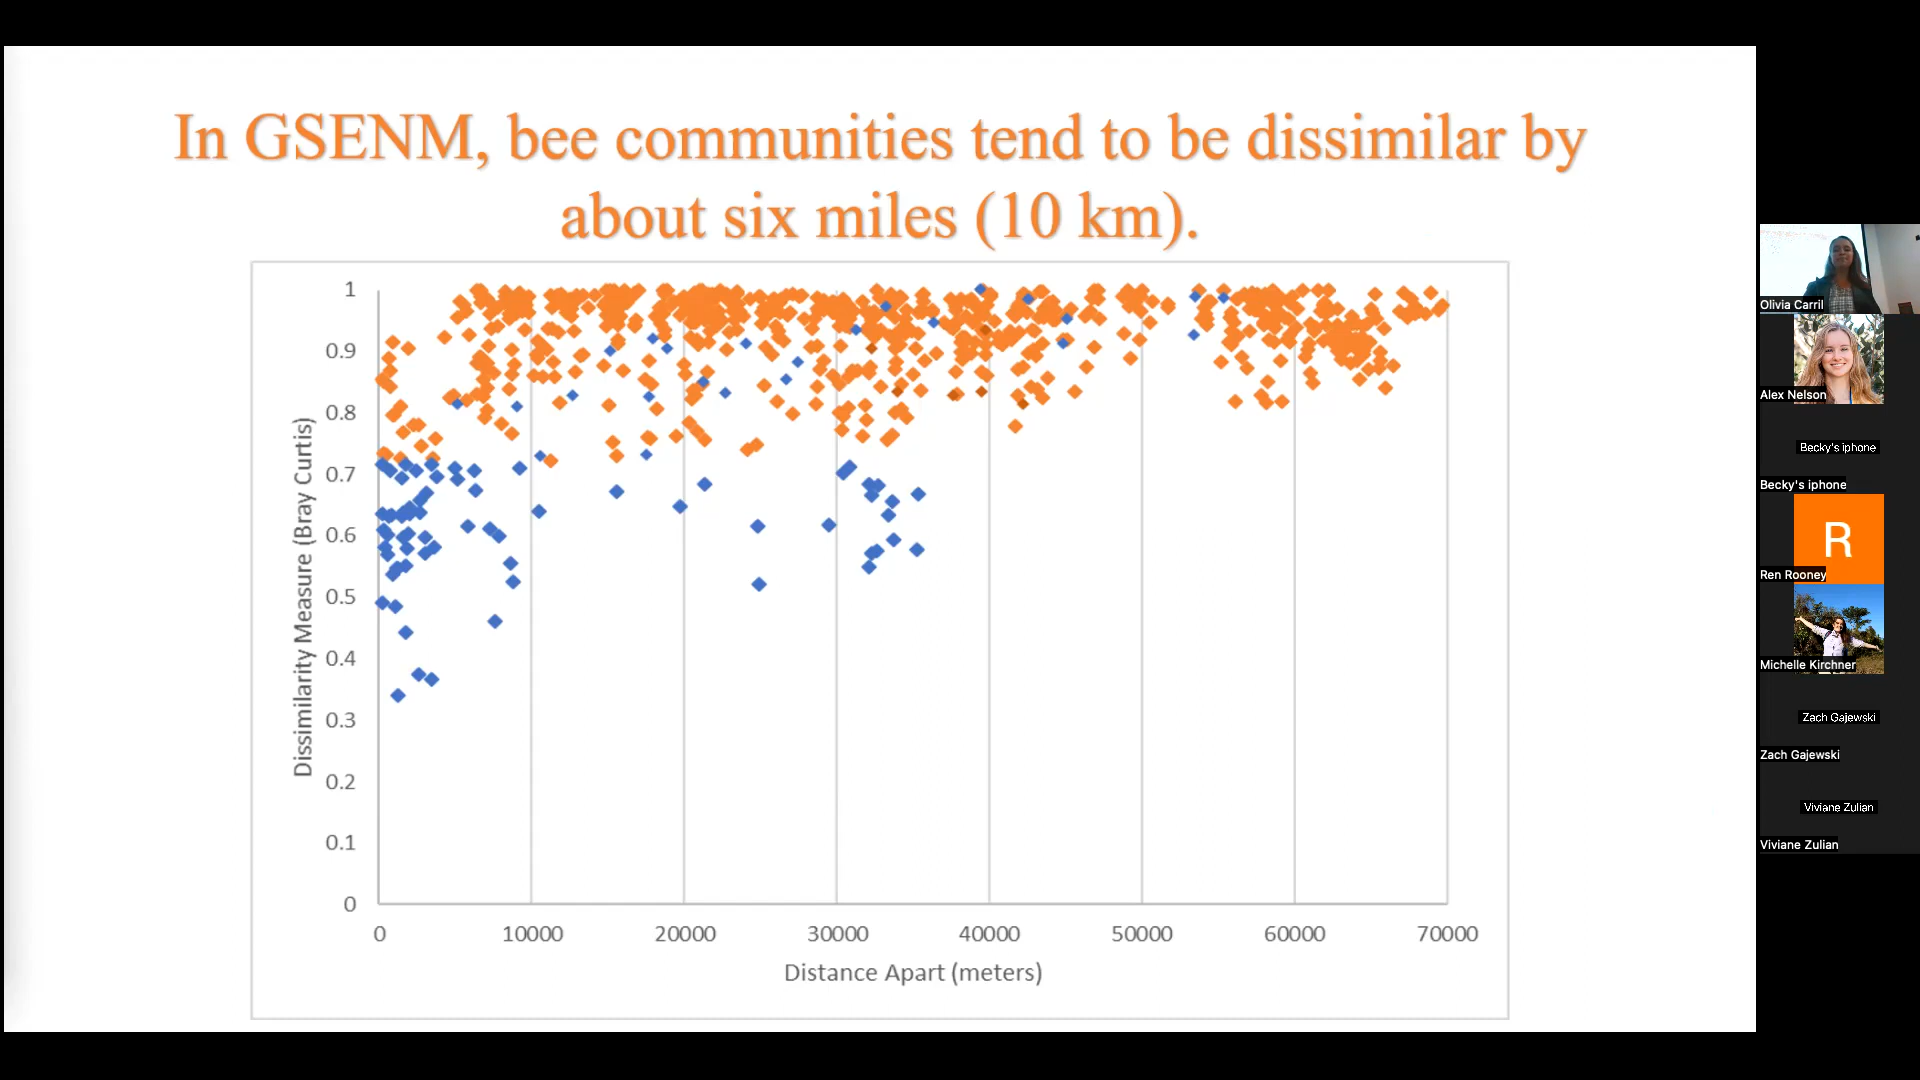 In GSENM, bee communities tend to be dissimilar by
about six miles (10 km).
Dissimilarity Measure (Bray Curtis)
1
0.9
0.8
0.7
0.6
0.5
0.4
0.3
0.2
0.1
0
0 10000 20000 30000 40000 50000 60000 70000
Distance Apart (meters)
Olivia Carril
Alex Nelson
Becky's iphone
Becky's iphone
R
Ren Rooney
Michelle Kirchner
Zach Gajewski
Zach Gajewski
Viviane Zulian
Viviane Zulian